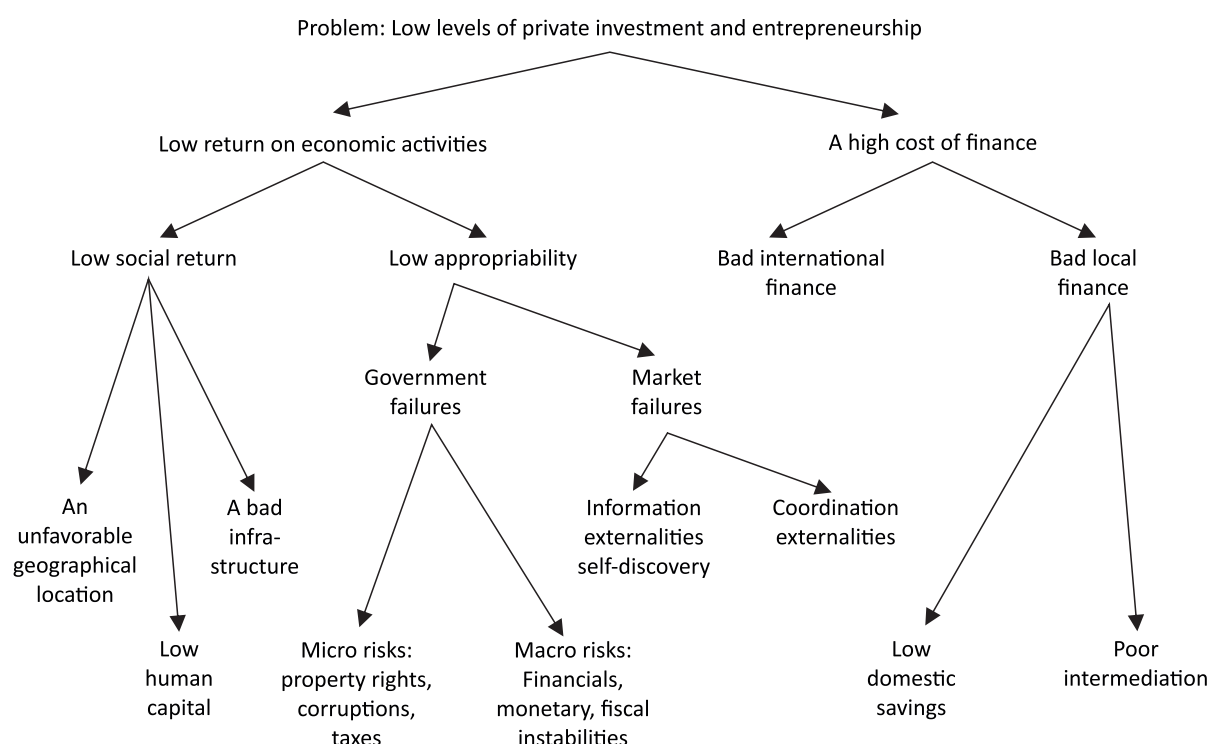 Problem: Low levels of private investment and entrepreneurship
Low return on economic activities
A high cost of finance
Low social return
Low appropriability
Bad international
finance
Bad local
finance
Government
failures
Market
failures
An
unfavorable
geographical
location
A bad
infra-
structure
Information
externalities
self-discovery
Coordination
externalities
Low
human
capital
Micro risks:
property rights,
corruptions,
taxes
Macro risks:
Financials,
monetary, fiscal
instabilities
Low
domestic
savings
Poor
intermediation